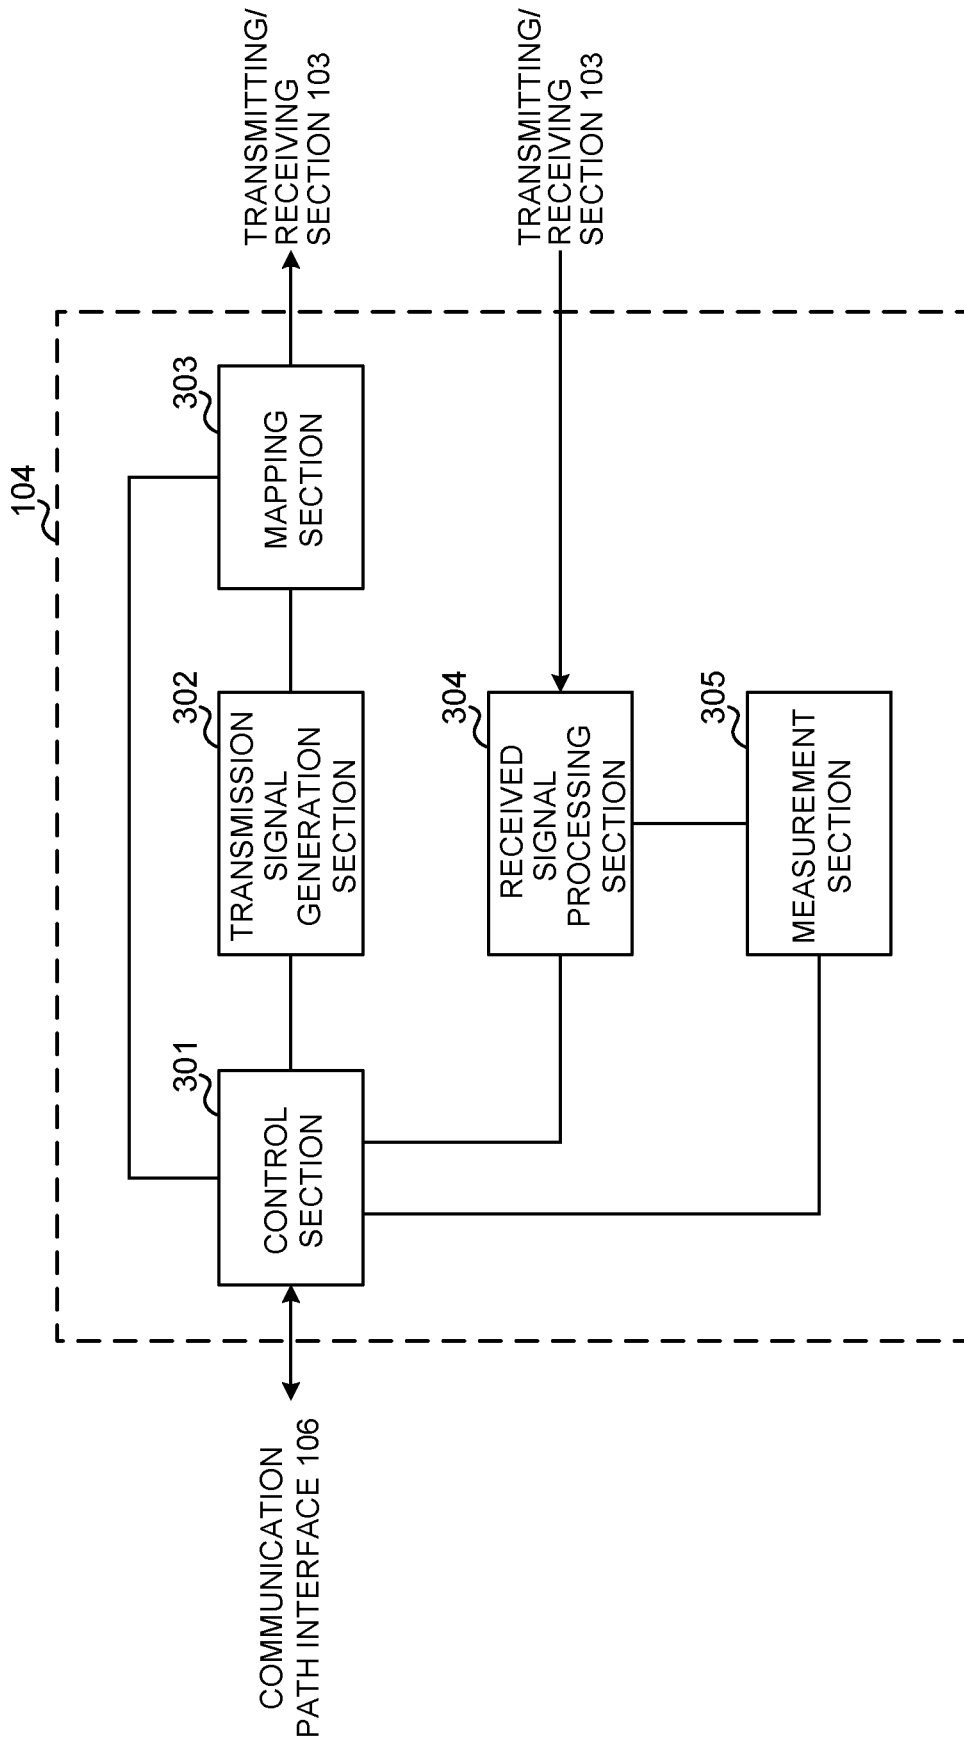 104
COMMUNICATION
PATH INTERFACE 106
301
CONTROL
SECTION
302
TRANSMISSION
SIGNAL
GENERATION
SECTION
303
MAPPING
SECTION
TRANSMITTING/
RECEIVING
SECTION 103
304
RECEIVED
SIGNAL
PROCESSING
SECTION
TRANSMITTING/
RECEIVING
SECTION 103
305
MEASUREMENT
SECTION